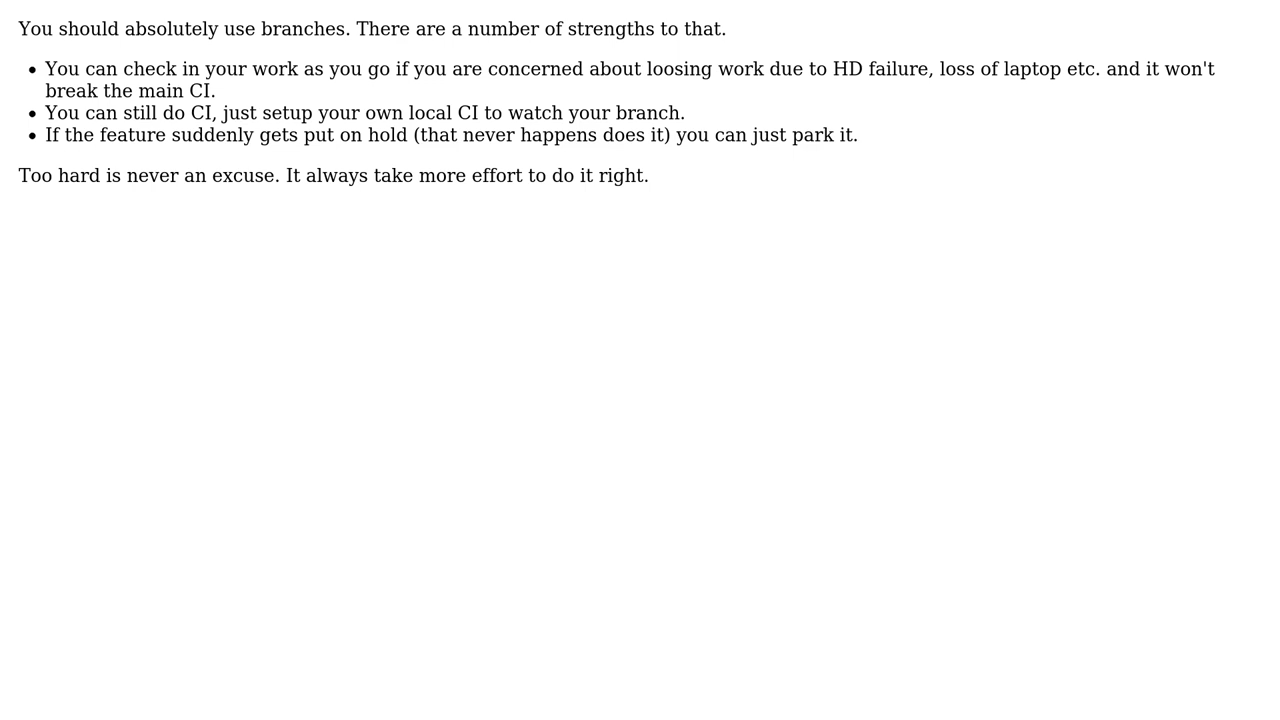 You should absolutely use branches. There are a number of strengths to that.
• You can check in your work as you go if you are concerned about loosing work due to HD failure, loss of laptop etc. and it won't
break the main CI.
• You can still do CI, just setup your own local CI to watch your branch.
• If the feature suddenly gets put on hold (that never happens does it) you can just park it.
Too hard is never an excuse. It always take more effort to do it right.